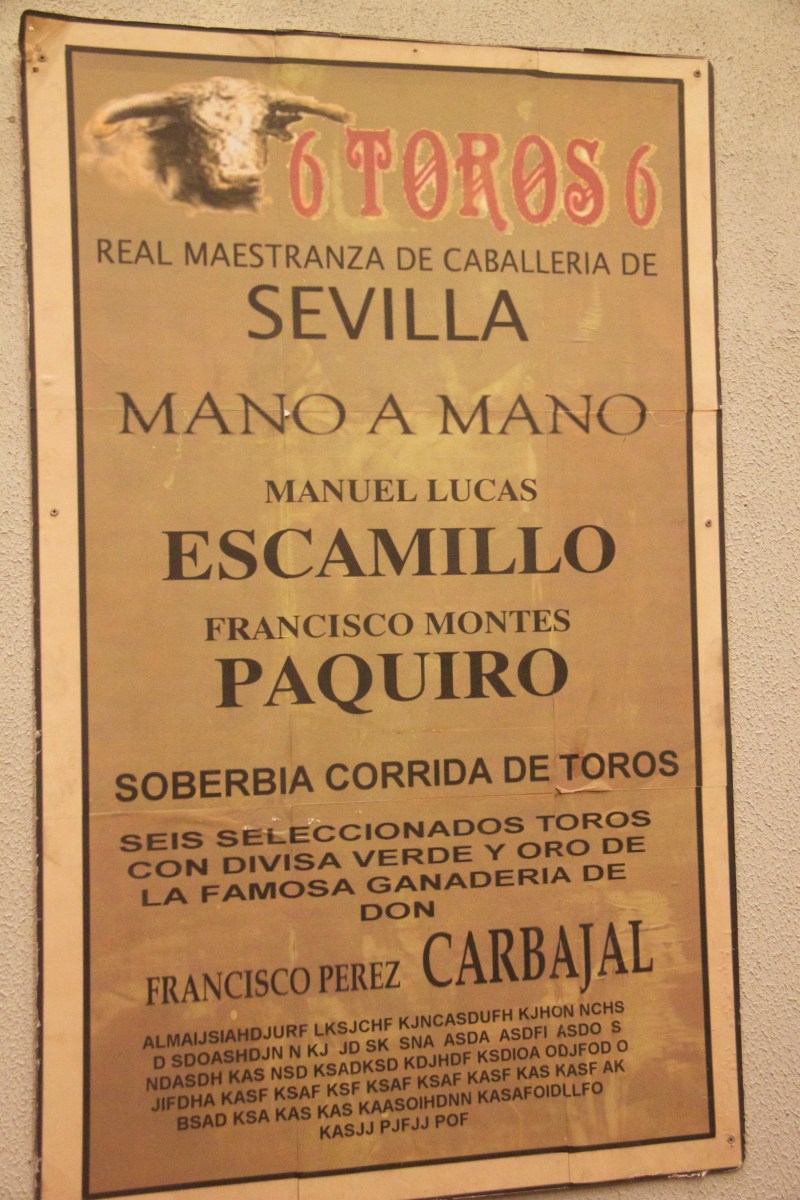 6 TOROS 6
REAL MAESTRANZA DE CABALLERIA DE
SEVILLA
MANO A MANO
MANUEL LUCAS
ESCAMILLO
FRANCISCO MONTES
PAQUIRO
SOBERBIA CORRIDA DE TOROS
SEIS SELECCIONADOS TOROS
CON DIVISA VERDE Y ORO DE
LA FAMOSA GANADERIA DE
DON
FRANCISCO PEREZ CARBAJAL
ALMAIJSIAHDJURF LKSJCHF KJNCASDUFH KJHON NCHS
D SDOASHDJN N KJ JD SK SNA ASDA ASDFI ASDO S
NDASDH KAS NSD KSADKSD KDJHDF KSDIOA ODJFOD O
JIFDHA KASF KSAF KSF KSAF KSAF KASF KAS KASF AK
BSAD KSA KAS KAS KAASOIHDNN KASAFOIDLLFO
KASJJ PJFJJ POF